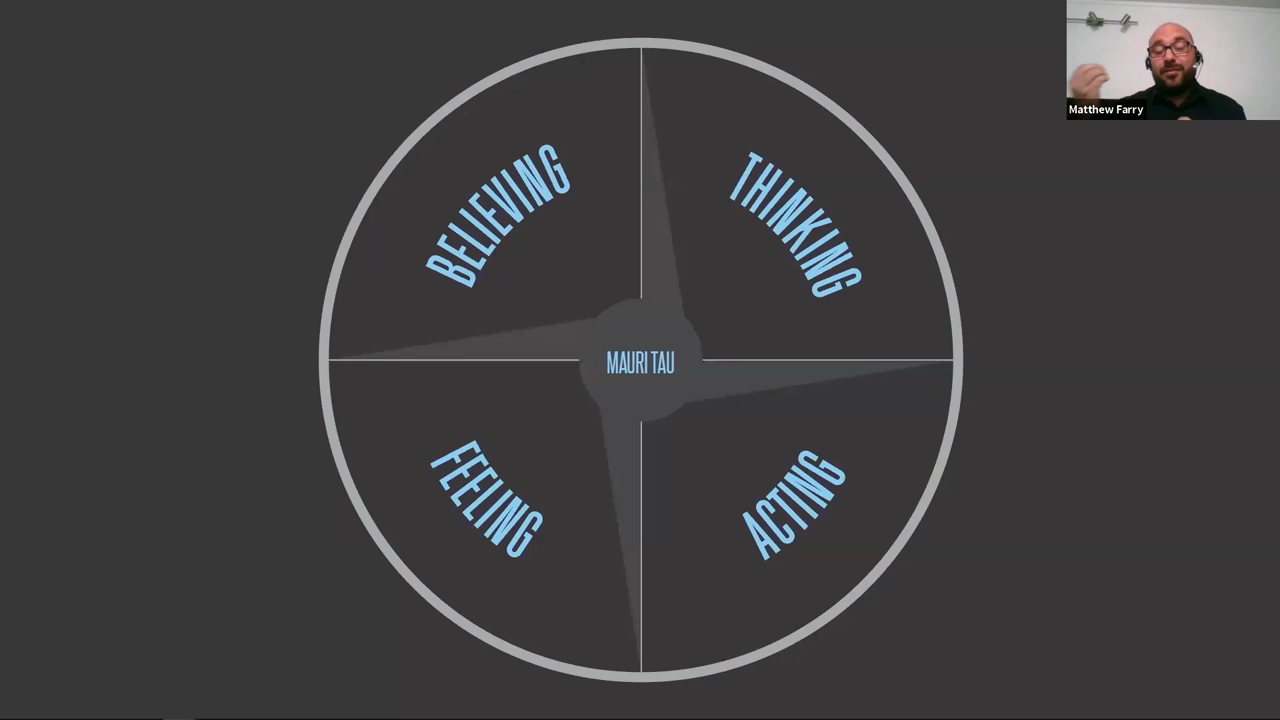 BELIEVING
THINKING
MAURI TAU
FEELING
ACTING
Matthew Farry